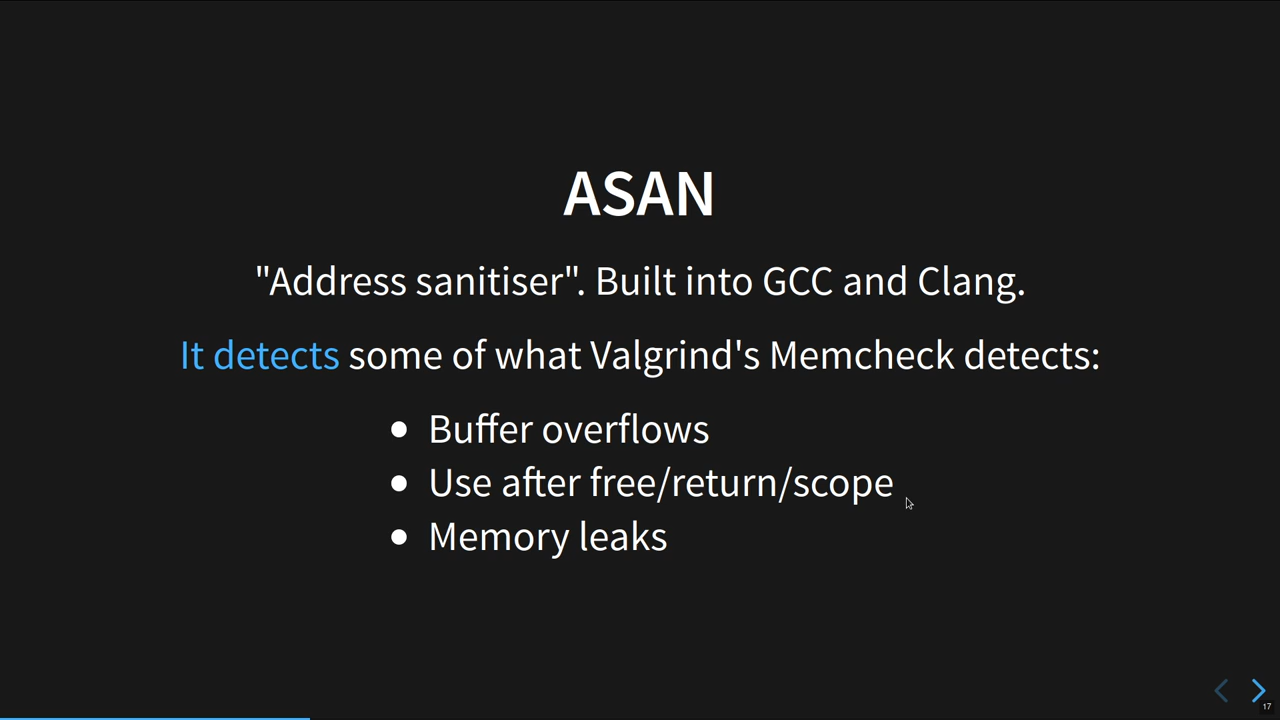 ASAN
"Address sanitiser". Built into GCC and Clang.
It detects some of what Valgrind's Memcheck detects:
Buffer overflows
Use after free/return/scope
Memory leaks
17